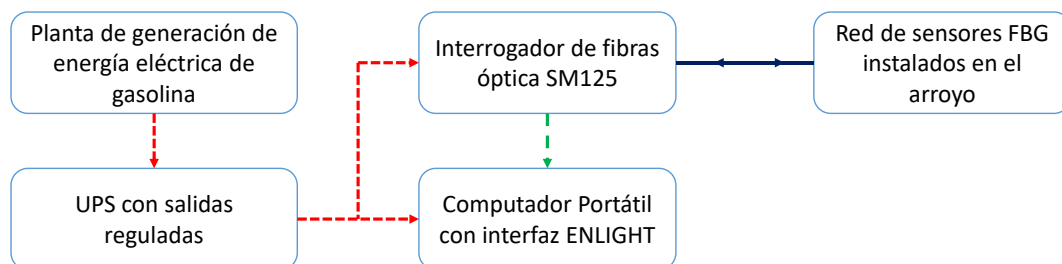 Planta de generación de
energía eléctrica de
gasolina
Interrogador de fibras
óptica SM125
Red de sensores FBG
instalados en el
arroyo
UPS con salidas
reguladas
Computador Portátil
con interfaz ENLIGHT